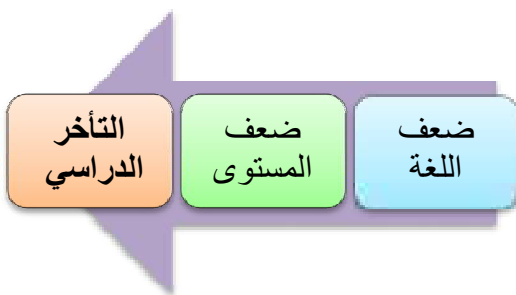 ضعف
اللغة
ضعف
المستوى
التأخر
الدراسي